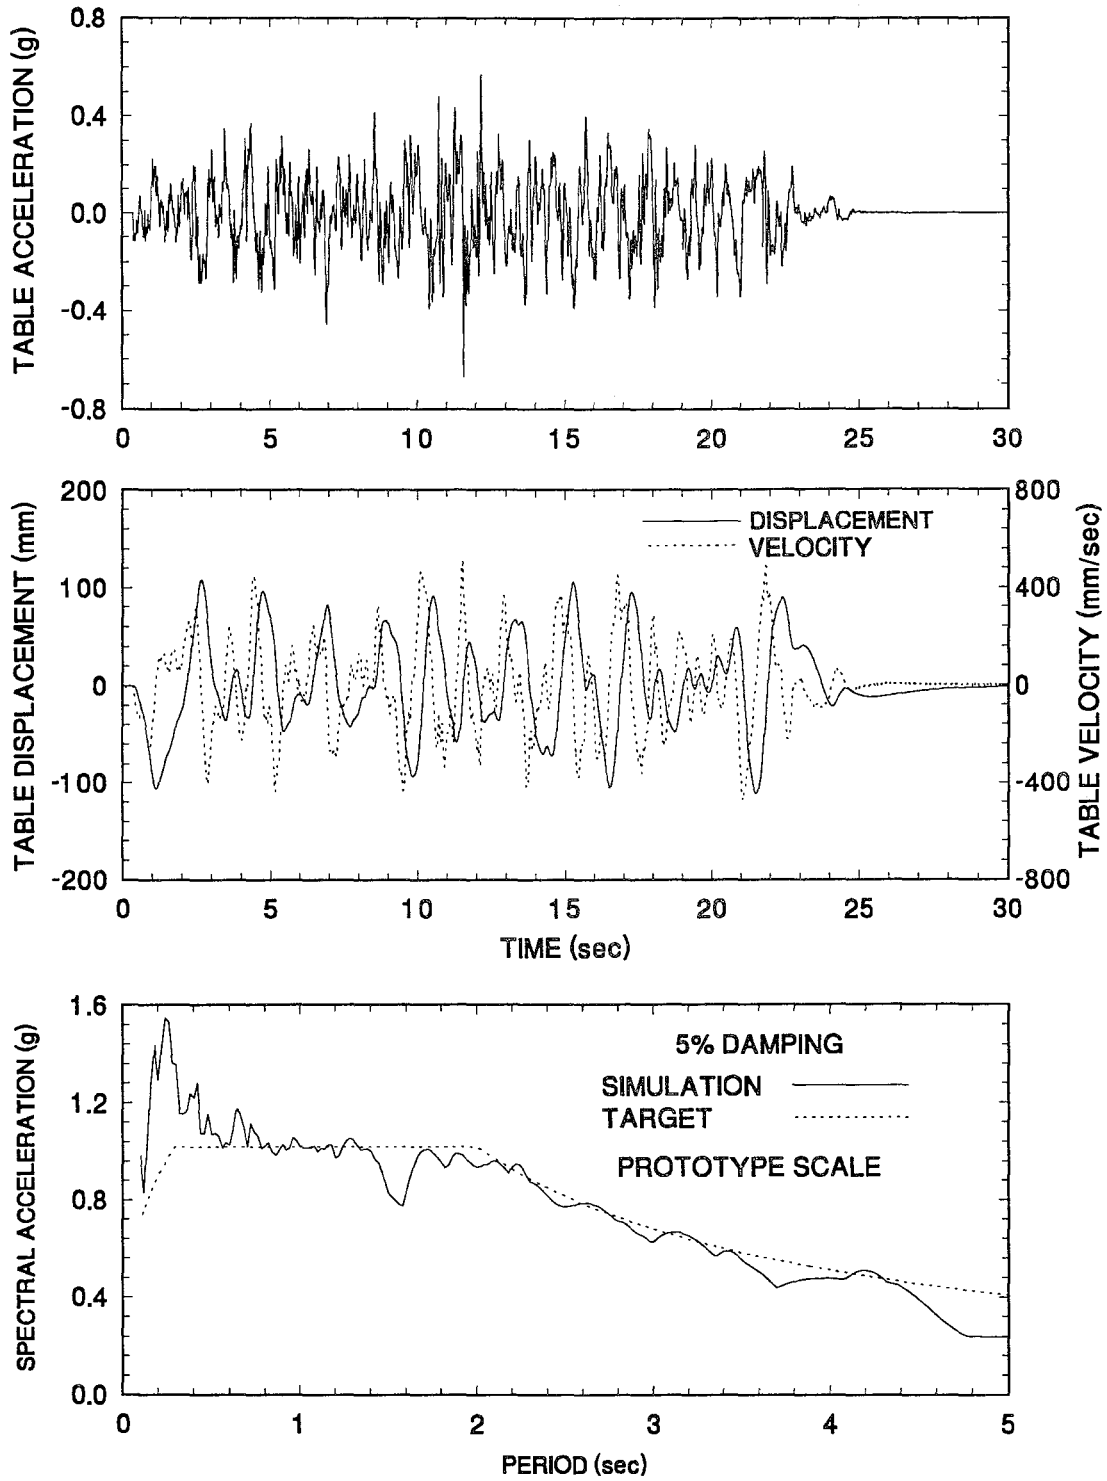 TABLE ACCELERATION (g)
0.8
0.4
0.0
-0.4
-0.8
0 5 10 15 20 25 30
TABLE DISPLACEMENT (mm)
200
100
0
-100
-200
DISPLACEMENT
VELOCITY
800
400
0
-400
-800
TABLE VELOCITY (mm/sec)
0 5 10 15 20 25 30
TIME (sec)
SPECTRAL ACCELERATION (g)
1.6
1.2
0.8
0.4
0.0
5% DAMPING
SIMULATION
TARGET
PROTOTYPE SCALE
0 1 2 3 4 5
PERIOD (sec)